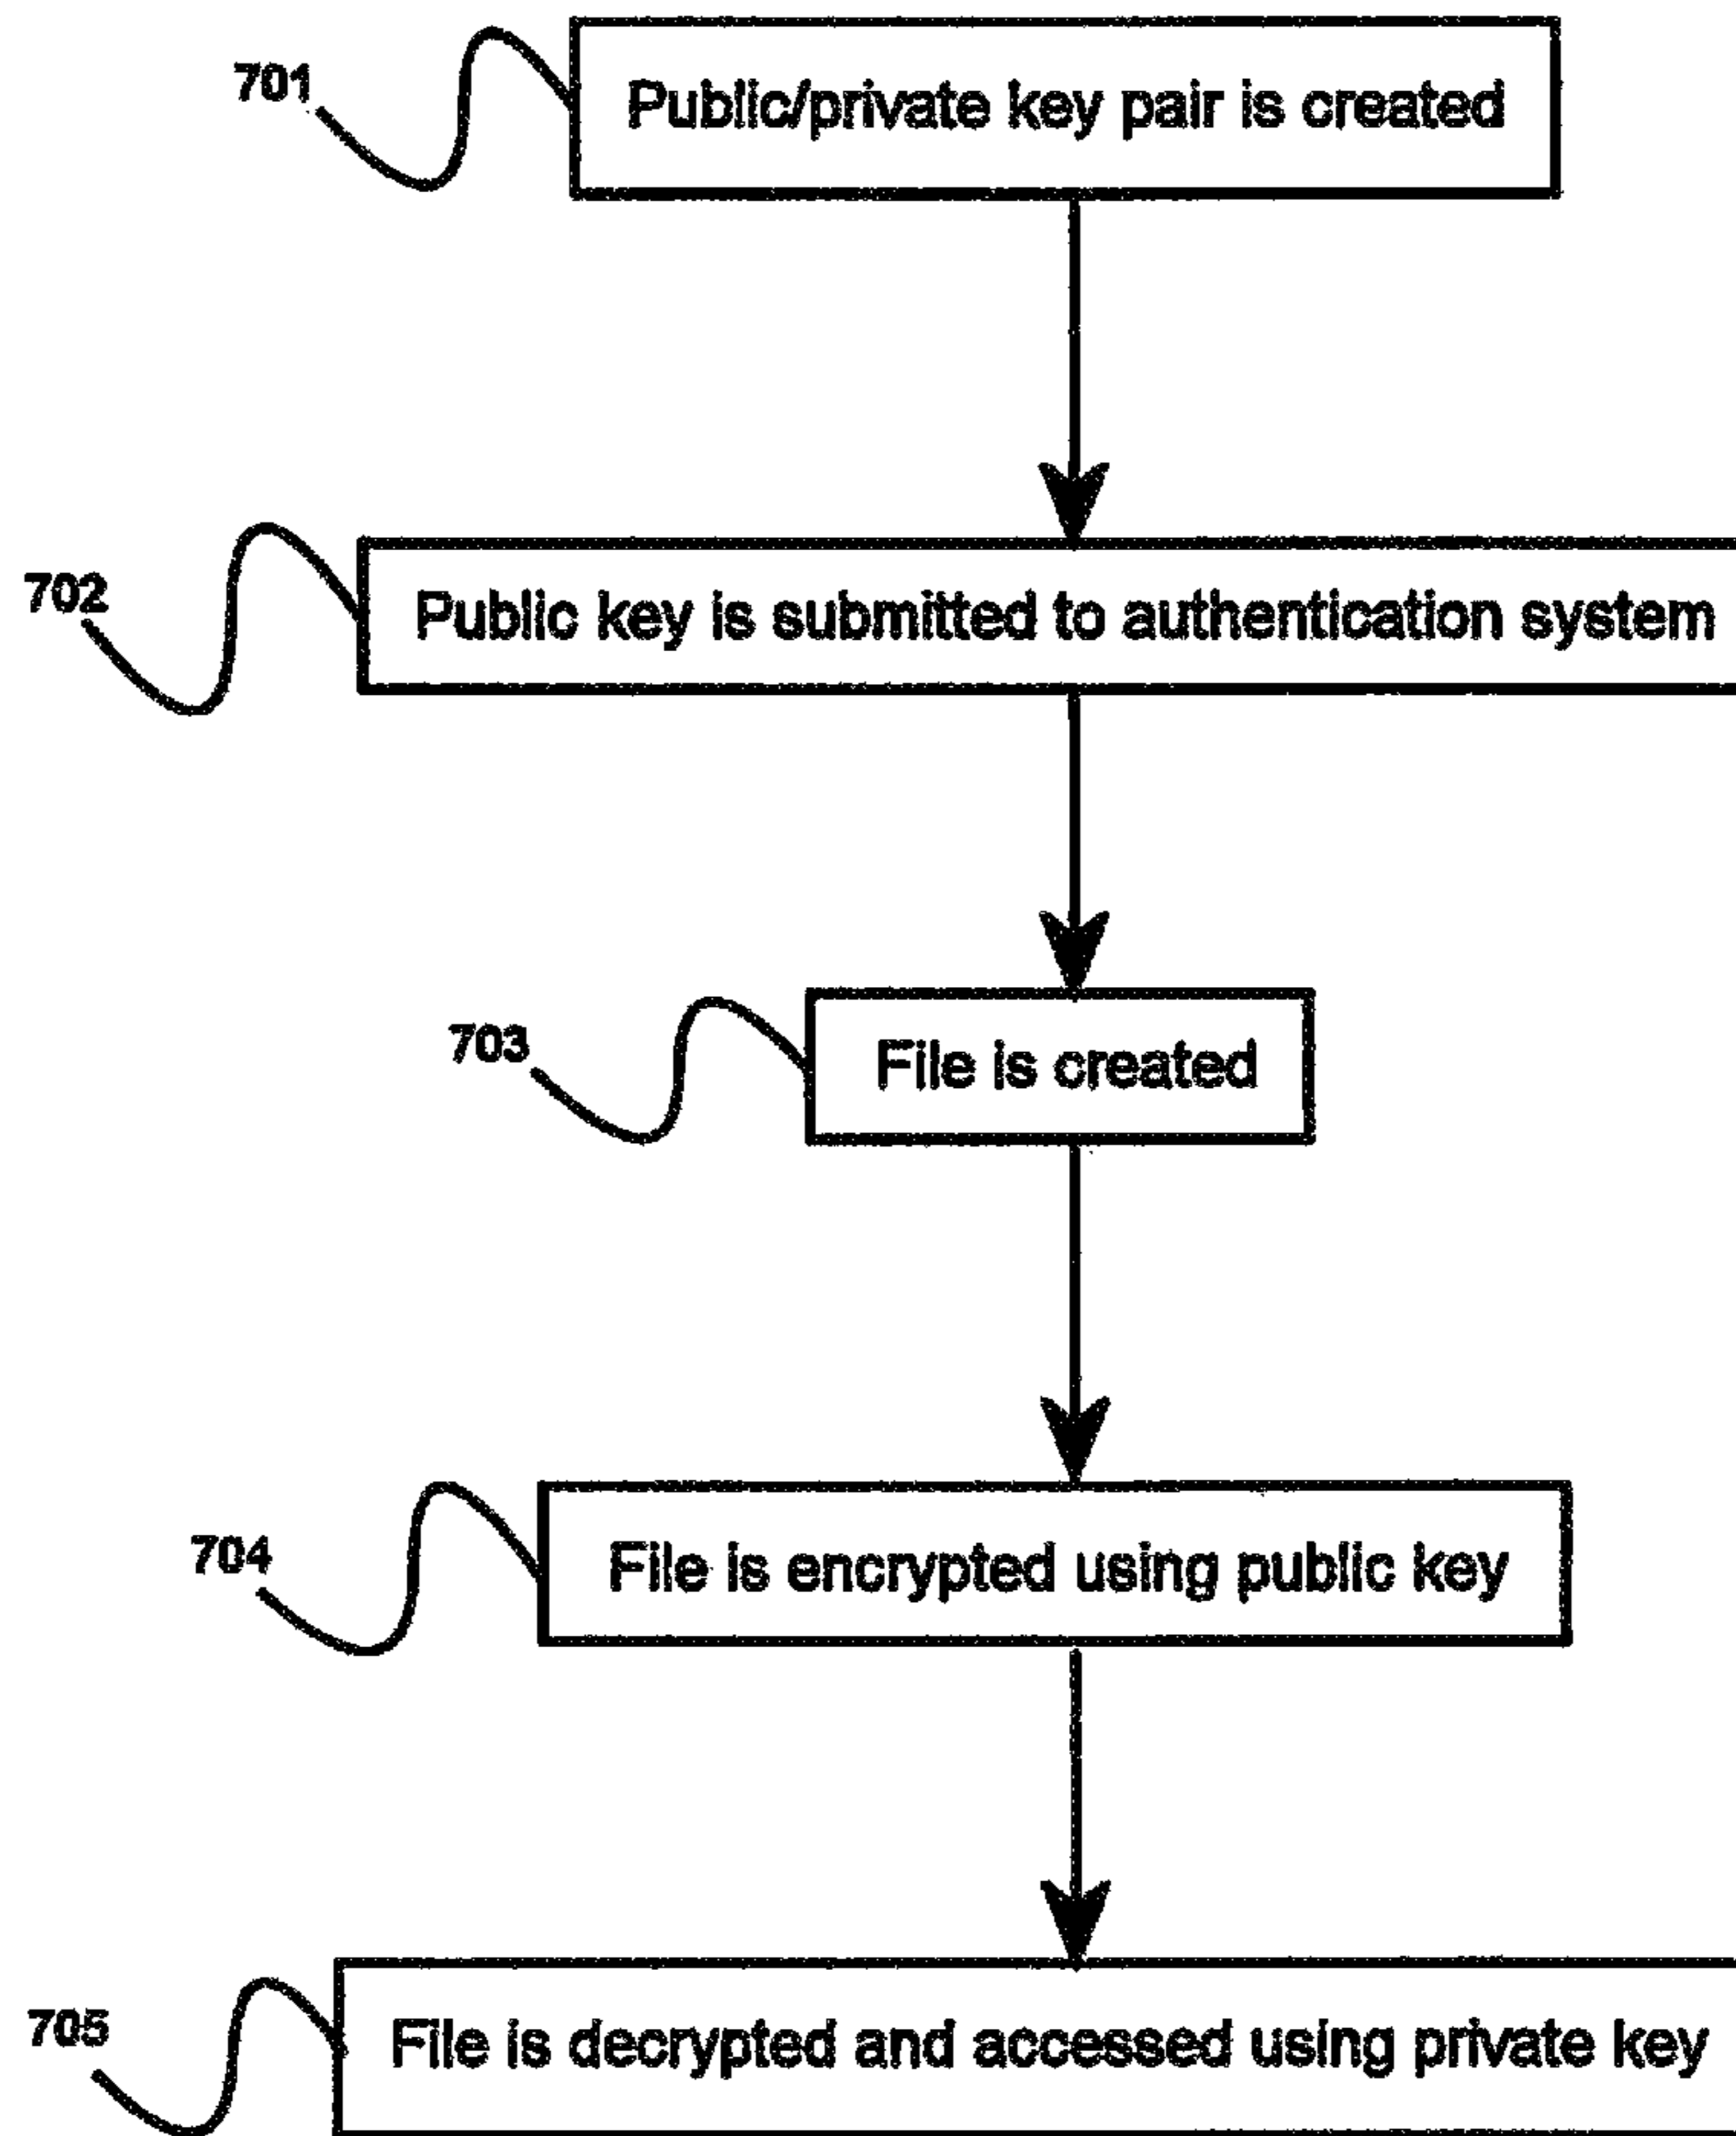 701
Public/private key pair is created
702
Public key is submitted to authentication system
703
File is created
704
File is encrypted using public key
705
File is decrypted and accessed using private key